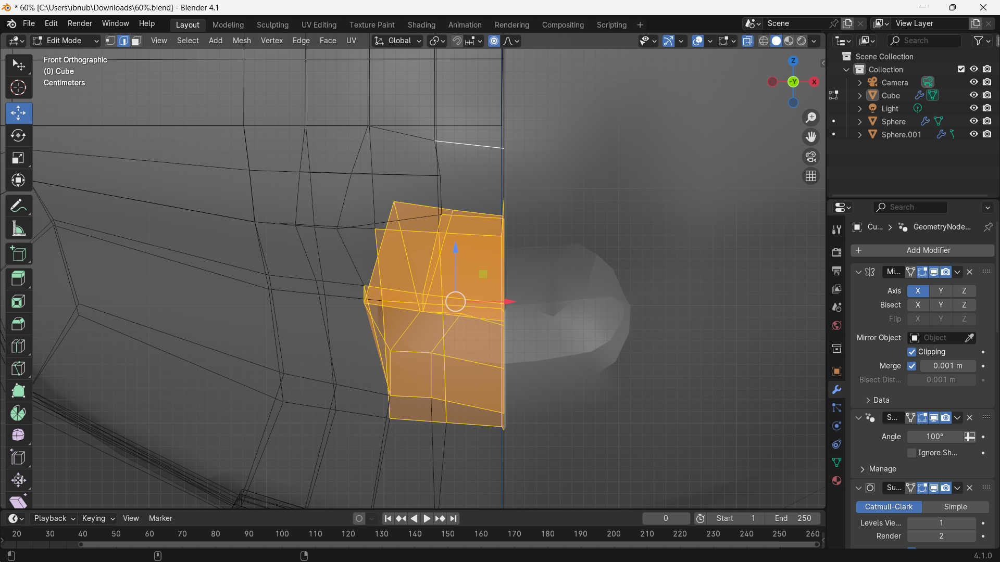 * 60% [C:\Users\ibnub\Downloads\60%.blend] - Blender 4.1
File Edit Render Window Help Layout Modeling Sculpting UV Editing Texture Paint Shading Animation Rendering Compositing Scripting + Scene View Layer
Edit Mode View Select Add Mesh Vertex Edge Face UV Global Search
Front Orthographic
(0) Cube
Centimeters
Z
-Y
X
Scene Collection
Collection
Camera
Cube
Light
Sphere
Sphere.001
Search
Cu... GeometryNode...
+ Add Modifier
Mi...
Axis X Y Z
Bisect X Y Z
Flip X Y Z
Mirror Object Object
Clipping
Merge 0.001 m
Bisect Dist... 0.001 m
Data
S...
Angle 100°
Ignore Sh...
Manage
Su...
Catmull-Clark Simple
Levels Vie... 1
Render 2
Playback Keying View Marker 0 Start 1 End 250
20 30 40 50 60 70 80 90 100 110 120 130 140 150 160 170 180 190 200 210 220 230 240 250 260
4.1.0